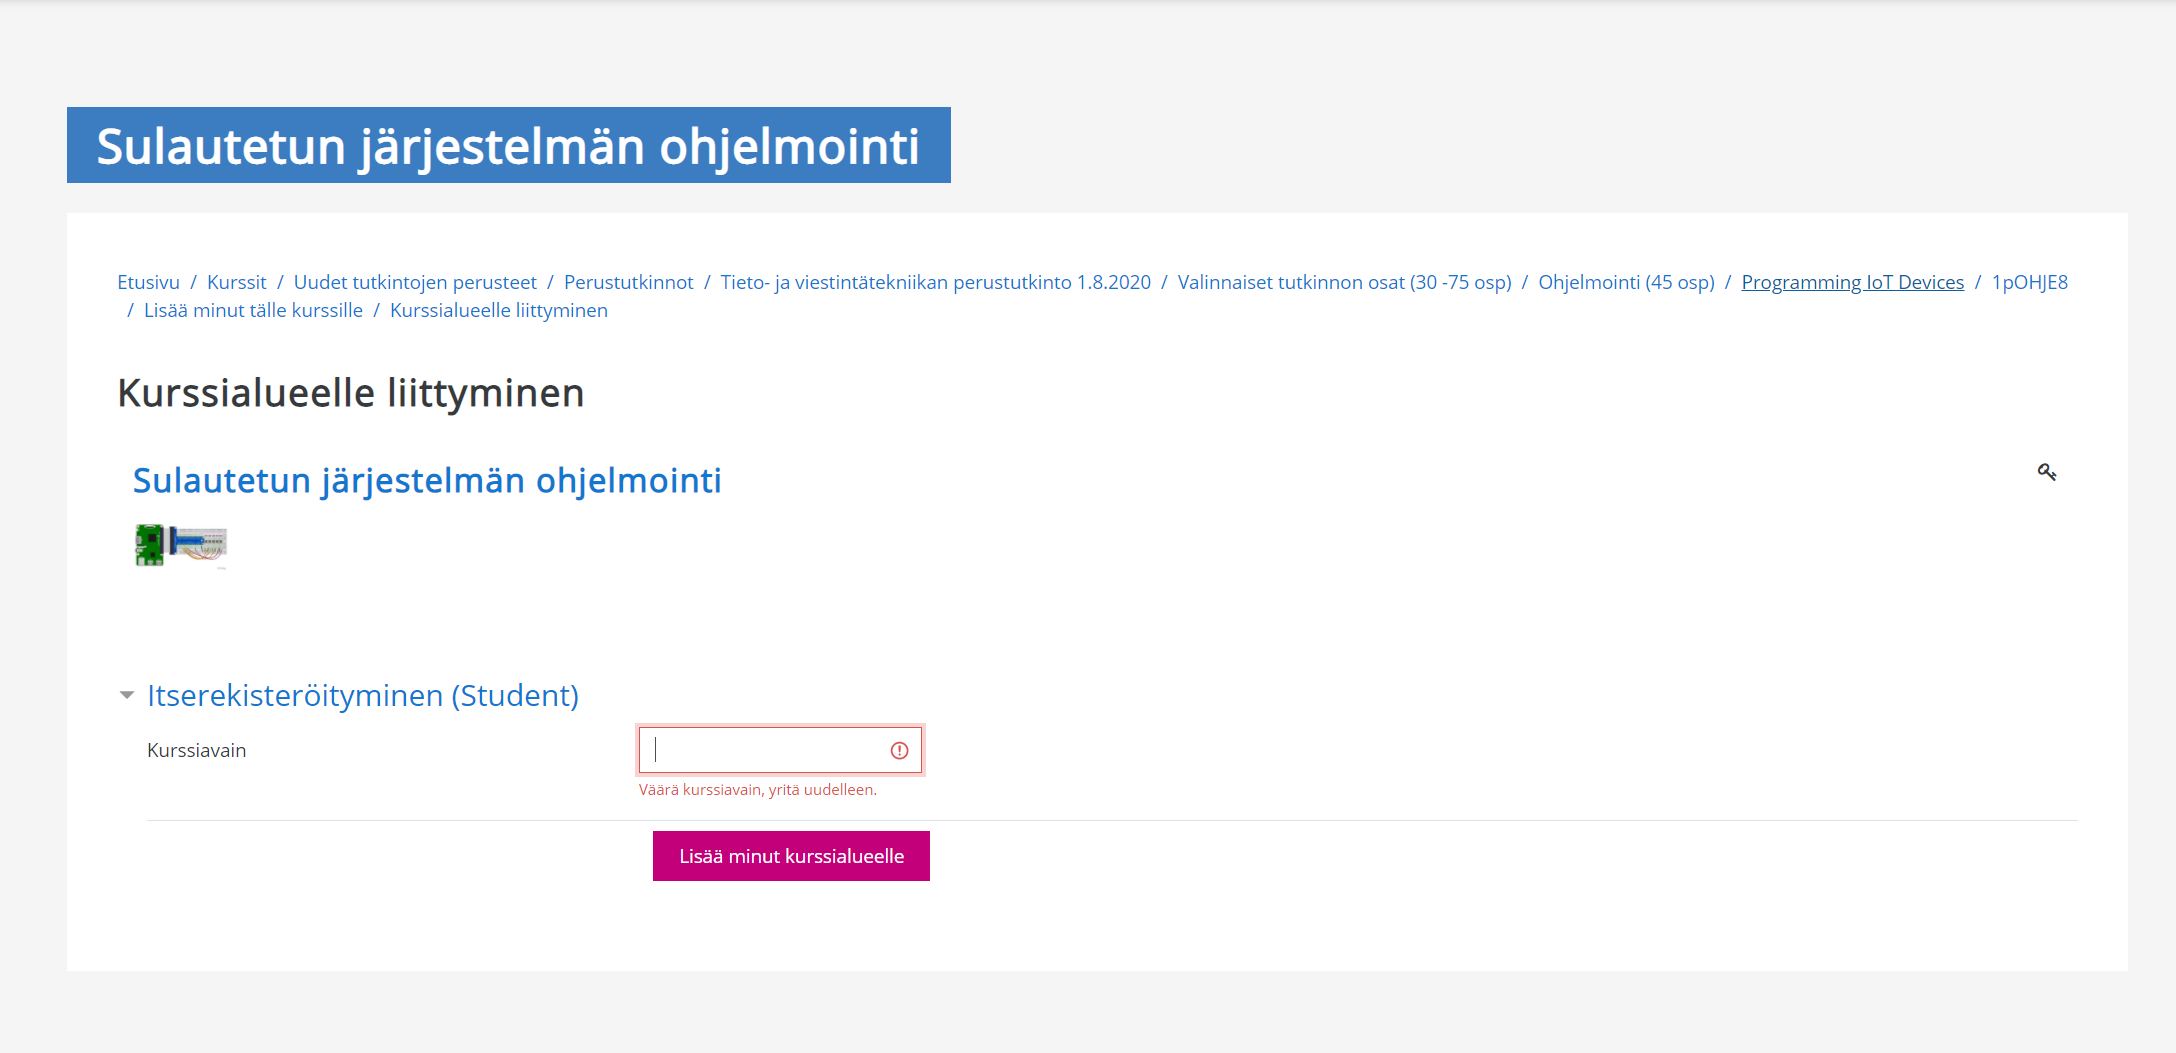 Sulautetun järjestelmän ohjelmointi
Etusivu / Kurssit / Uudet tutkintojen perusteet / Perustutkinnot / Tieto- ja viestintätekniikan perustutkinto 1.8.2020 / Valinnaiset tutkinnon osat (30 -75 osp) / Ohjelmointi (45 osp) / Programming IoT Devices / 1pOHJE8
/ Lisää minut tälle kurssille / Kurssialueelle liittyminen
Kurssialueelle liittyminen
Sulautetun järjestelmän ohjelmointi
Itserekisteröityminen (Student)
Kurssiavain
Väärä kurssiavain, yritä uudelleen.
Lisää minut kurssialueelle